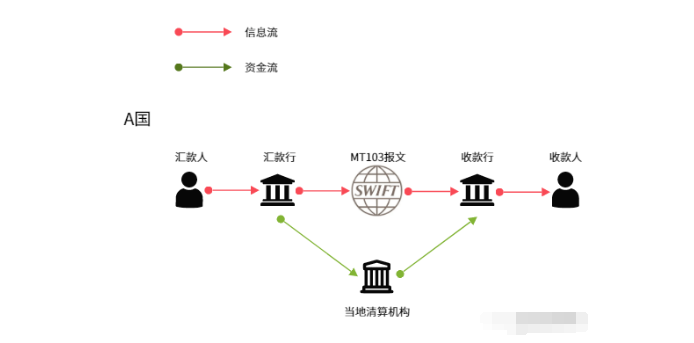 信息流
资金流
A国
汇款人 汇款行 MT103报文 收款行 收款人
SWIFT
当地清算机构